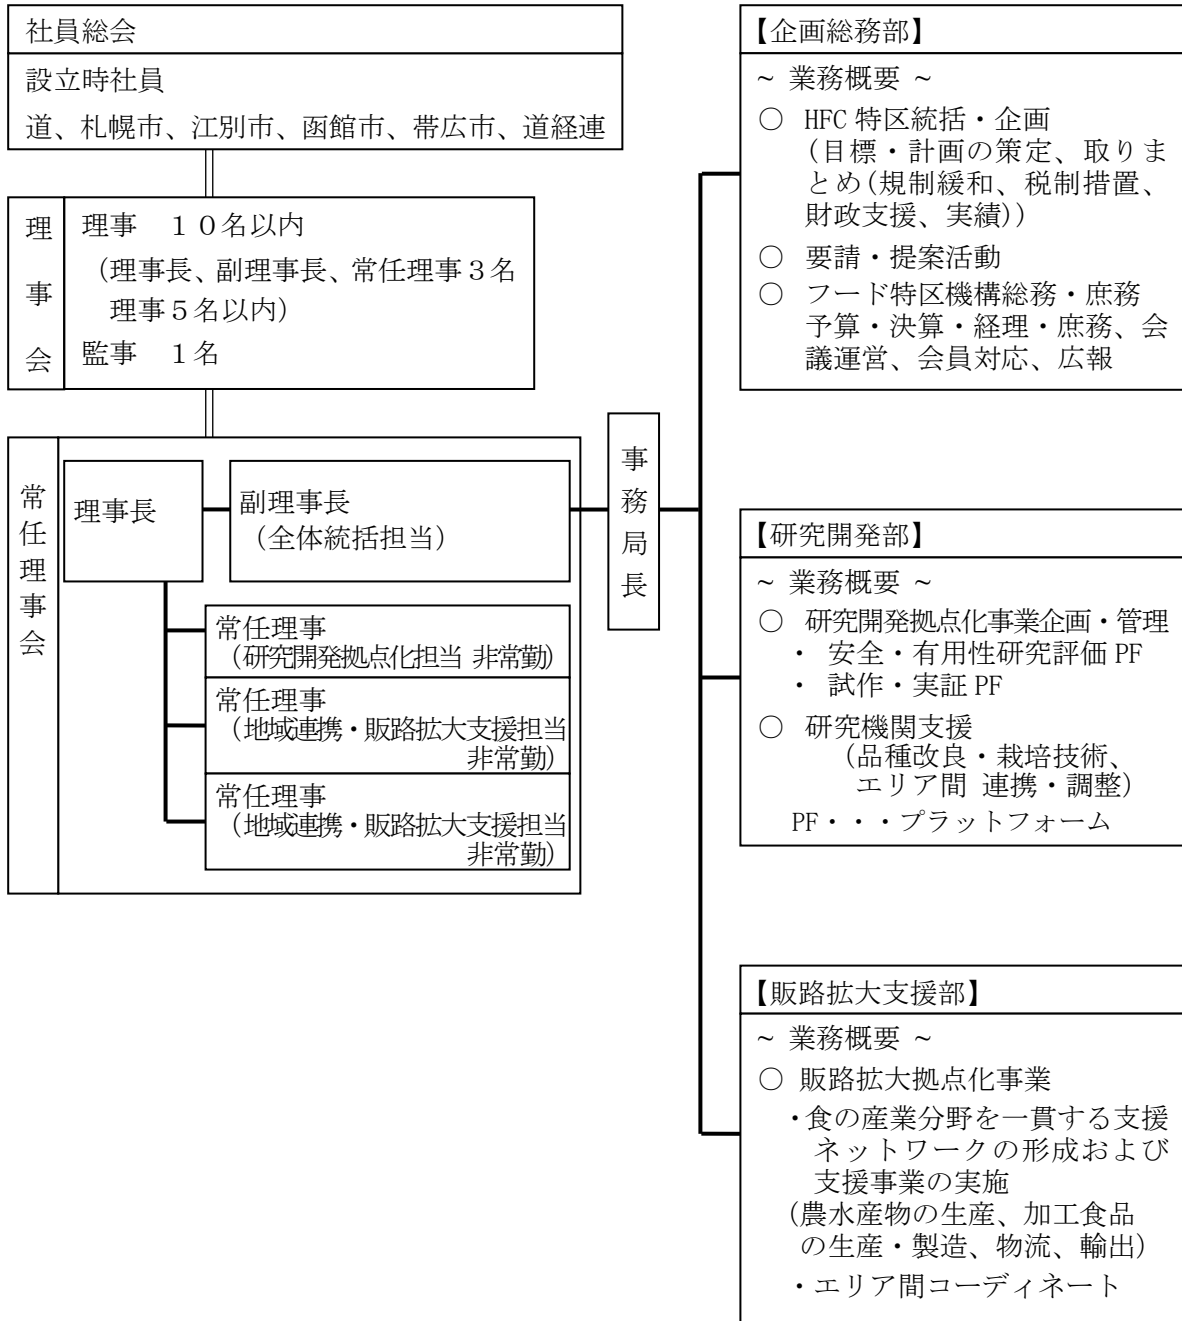 社員総会
設立時社員
道、札幌市、江別市、函館市、帯広市、道経連
理事会
理事　１０名以内
（理事長、副理事長、常任理事３名
理事５名以内）
監事　１名
常任理事会
理事長
副理事長
（全体統括担当）
常任理事
（研究開発拠点化担当 非常勤）
常任理事
（地域連携・販路拡大支援担当
非常勤）
常任理事
（地域連携・販路拡大支援担当
非常勤）
事務局長
【企画総務部】
~ 業務概要 ~
○ HFC 特区統括・企画
(目標・計画の策定、取りま
とめ(規制緩和、税制措置、
財政支援、実績))
○ 要請・提案活動
○ フード特区機構総務・庶務
予算・決算・経理・庶務、会
議運営、会員対応、広報
【研究開発部】
~ 業務概要 ~
○ 研究開発拠点化事業企画・管理
・ 安全・有用性研究評価 PF
・ 試作・実証 PF
○ 研究機関支援
(品種改良・栽培技術、
エリア間 連携・調整)
PF・・・プラットフォーム
【販路拡大支援部】
~ 業務概要 ~
○ 販路拡大拠点化事業
・食の産業分野を一貫する支援
ネットワークの形成および
支援事業の実施
(農水産物の生産、加工食品
の生産・製造、物流、輸出)
・エリア間コーディネート